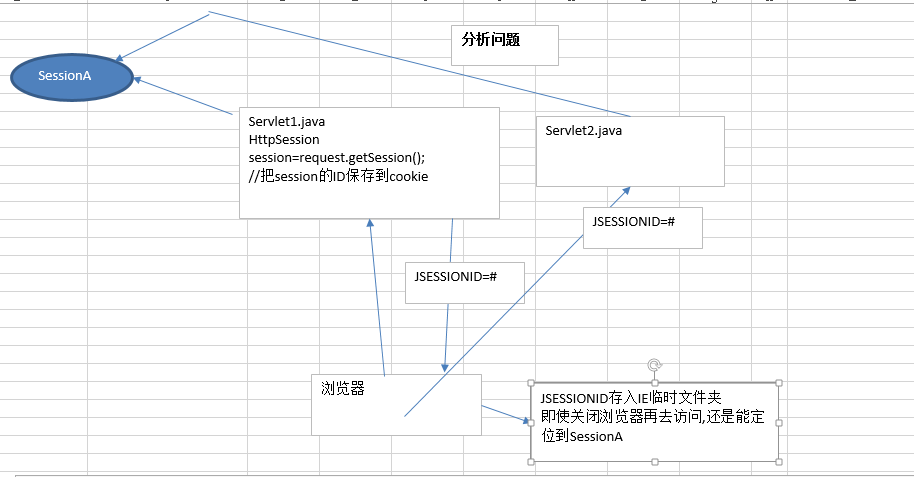 分析问题
SessionA
Servlet1.java
HttpSession
session=request.getSession();
//把session的ID保存到cookie
Servlet2.java
JSESSIONID=#
JSESSIONID=#
浏览器
JSESSIONID存入IE临时文件夹
即使关闭浏览器再去访问,还是能定
位到SessionA